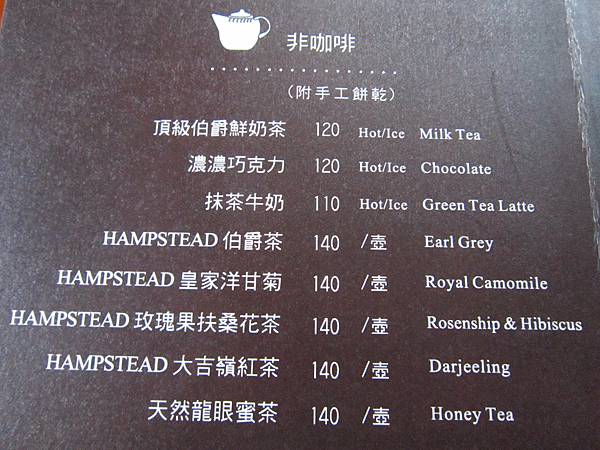 非咖啡
(附手工餅乾)
頂級伯爵鮮奶茶 120 Hot/Ice Milk Tea
濃濃巧克力 120 Hot/Ice Chocolate
抹茶牛奶 110 Hot/Ice Green Tea Latte
HAMPSTEAD 伯爵茶 140 /壺 Earl Grey
HAMPSTEAD 皇家洋甘菊 140 /壺 Royal Camomile
HAMPSTEAD 玫瑰果扶桑花茶 140 /壺 Rosenship & Hibiscus
HAMPSTEAD 大吉嶺紅茶 140 /壺 Darjeeling
天然龍眼蜜茶 140 /壺 Honey Tea